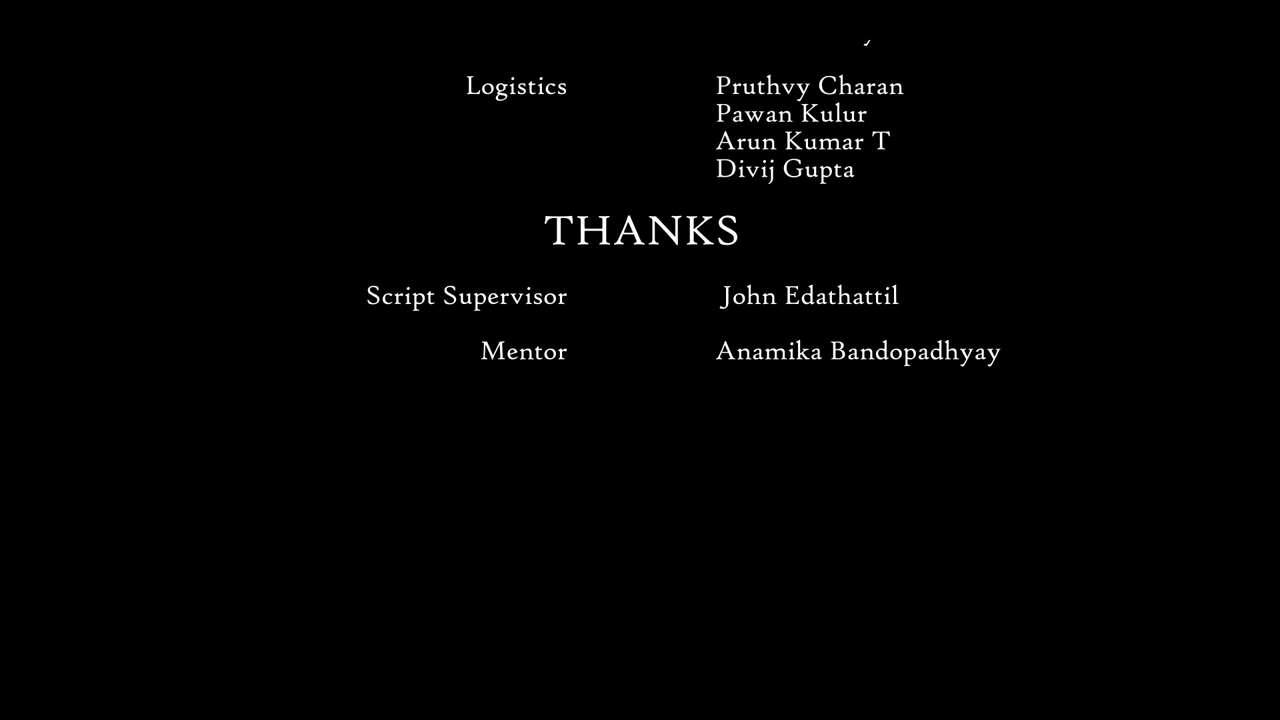 Logistics Pruthvy Charan
Pawan Kulur
Arun Kumar T
Divij Gupta
THANKS
Script Supervisor John Edathattil
Mentor Anamika Bandopadhyay